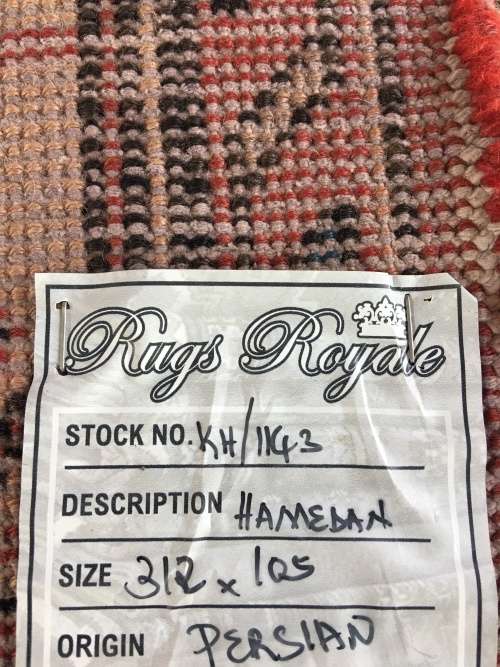 Rugs Royale
STOCK NO. KH/1143
DESCRIPTION HAMEDAN
SIZE 312 x 105
ORIGIN PERSIAN